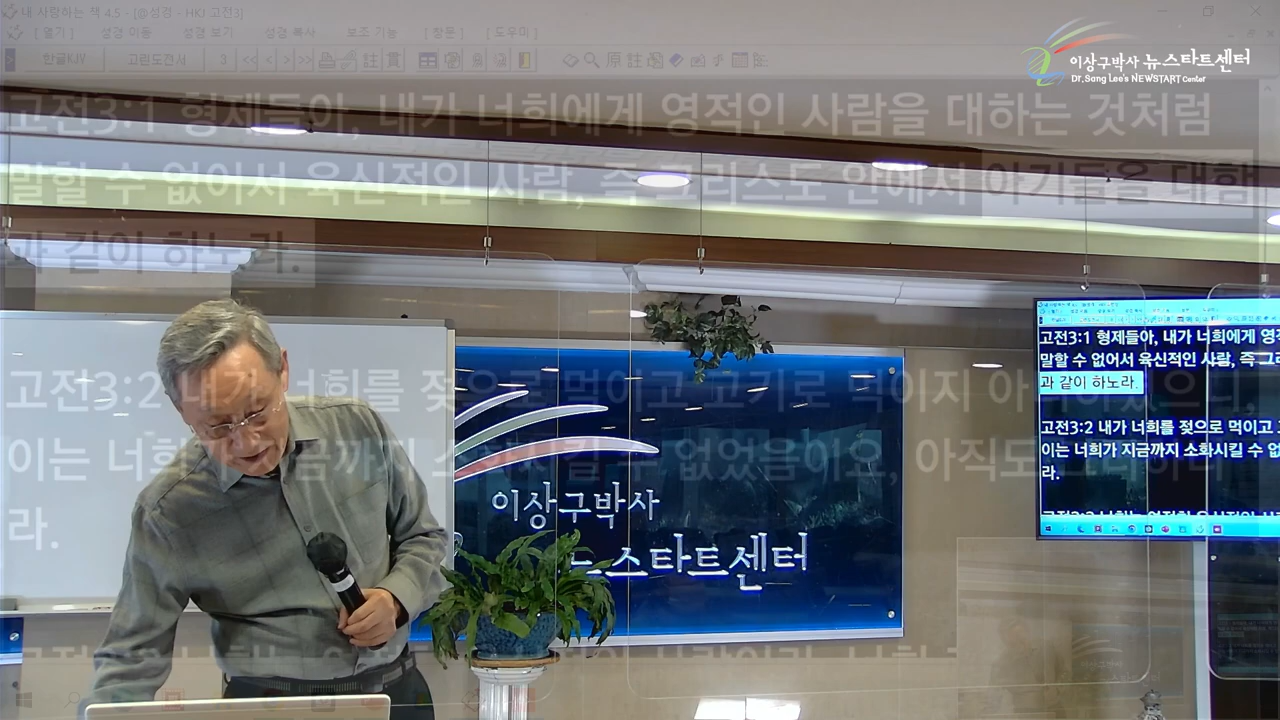 내 사랑하는 책 4.5 - [@성경 - HKJ 고전3]
[ 열기 ] 성경 이동 성경 보기 성경 복사 보조 기능 [ 창문 ] [ 도우미 ]
한글KJV 고린도전서 3 << < > >>
이상구박사 뉴스타트센터
Dr. Sang Lee's NEWSTART Center
고전3:1 형제들아, 내가 너희에게 영적인 사람을 대하는 것처럼
말할 수 없어서 육신적인 사람, 즉 그리스도 안에서 아기들을 대함
과 같이 하노라.
고전3:2 내가 너희를 젖으로 먹이고 고기로 먹이지 아니하였으니,
이는 너희가 지금까지 소화시킬 수 없었음이요, 아직도 그러하니
라.
이상구박사
뉴스타트센터
고전3:1 형제들아, 내가 너희에게 영적
말할 수 없어서 육신적인 사람, 즉 그리
과 같이 하노라.
고전3:2 내가 너희를 젖으로 먹이고
이는 너희가 지금까지 소화시킬 수 없
라.